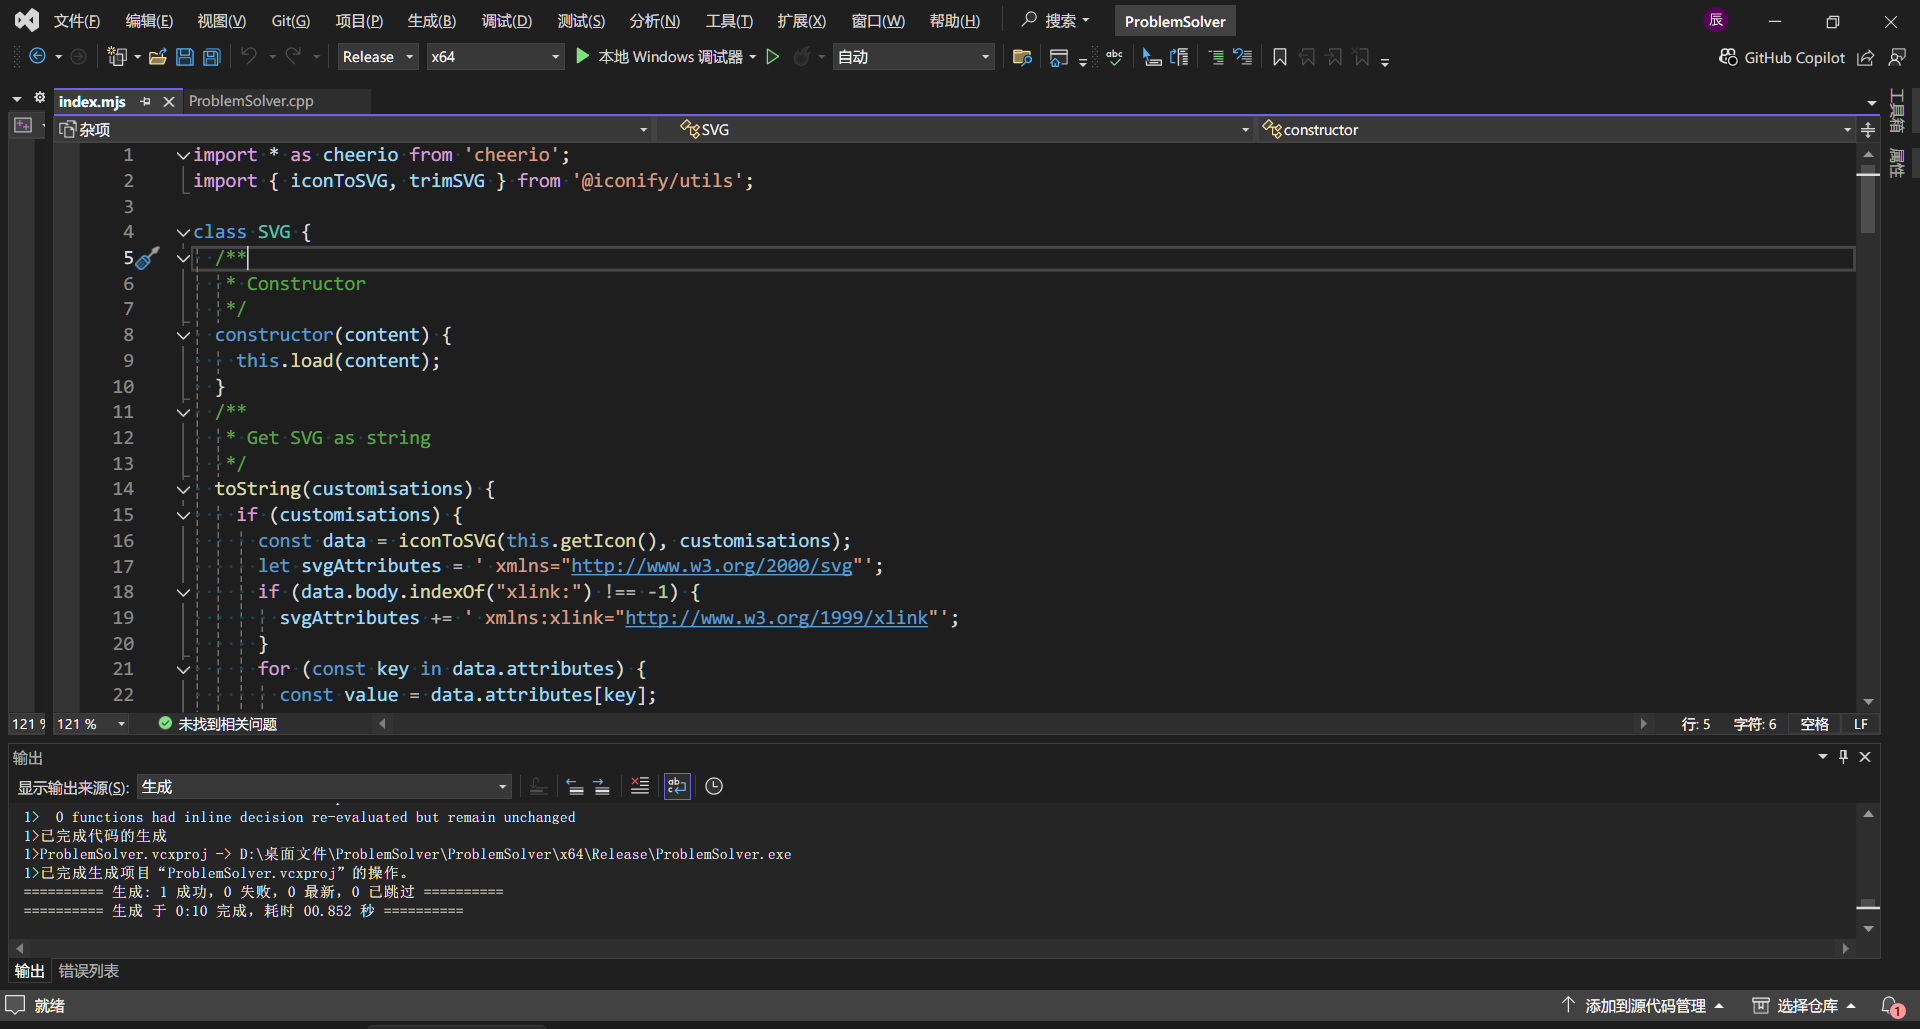 文件(F) 编辑(E) 视图(V) Git(G) 项目(P) 生成(B) 调试(D) 测试(S) 分析(N) 工具(T) 扩展(X) 窗口(W) 帮助(H) 搜索 ProblemSolver 辰
Release x64 本地 Windows 调试器 自动 GitHub Copilot
index.mjs ProblemSolver.cpp
杂项 SVG constructor
工具箱
属性
1 import * as cheerio from 'cheerio';
2 import { iconToSVG, trimSVG } from '@iconify/utils';
3
4 class SVG {
5 /**
6 * Constructor
7 */
8 constructor(content) {
9 this.load(content);
10 }
11 /**
12 * Get SVG as string
13 */
14 toString(customisations) {
15 if (customisations) {
16 const data = iconToSVG(this.getIcon(), customisations);
17 let svgAttributes = ' xmlns="http://www.w3.org/2000/svg"';
18 if (data.body.indexOf("xlink:") !== -1) {
19 svgAttributes += ' xmlns:xlink="http://www.w3.org/1999/xlink"';
20 }
21 for (const key in data.attributes) {
22 const value = data.attributes[key];
121 % 121 % 未找到相关问题 行: 5 字符: 6 空格 LF
输出
显示输出来源(S): 生成
1> 0 functions had inline decision re-evaluated but remain unchanged
1>已完成代码的生成
1>ProblemSolver.vcxproj -> D:\桌面文件\ProblemSolver\ProblemSolver\x64\Release\ProblemSolver.exe
1>已完成生成项目“ProblemSolver.vcxproj”的操作。
========== 生成: 1 成功，0 失败，0 最新，0 已跳过 ==========
========== 生成 于 0:10 完成，耗时 00.852 秒 ==========
输出 错误列表
就绪 添加到源代码管理 选择仓库 1